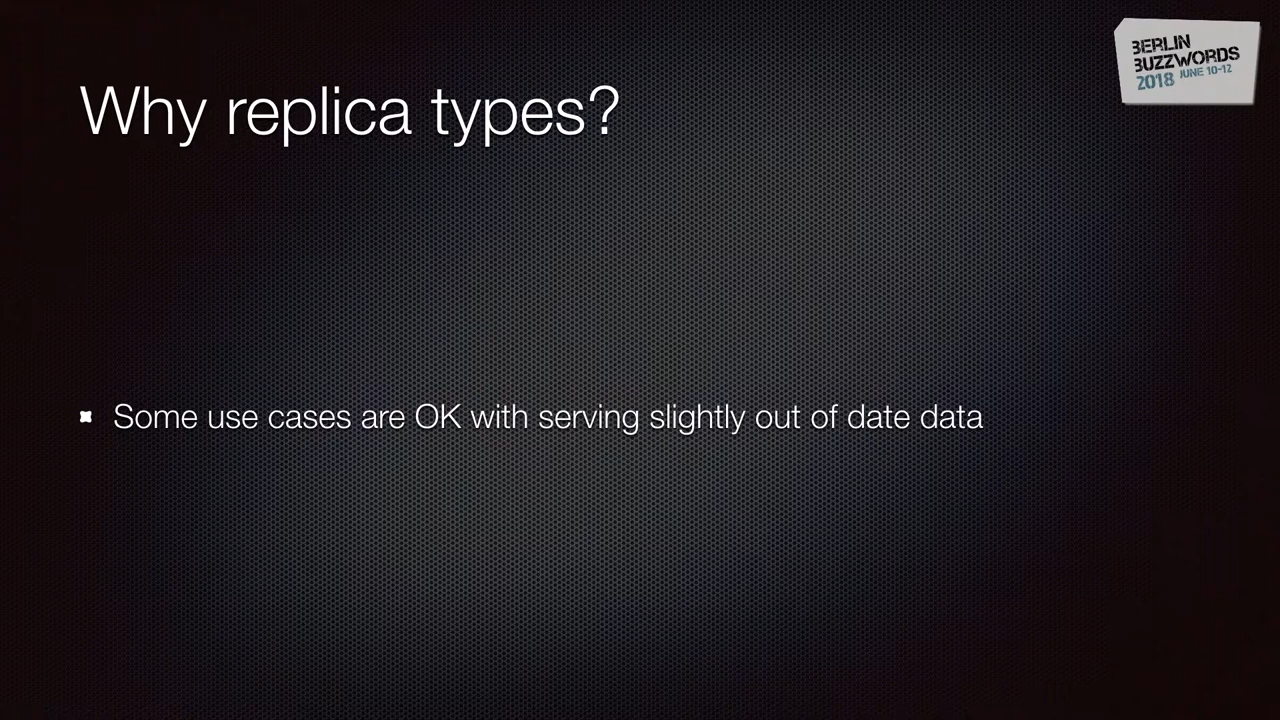 BERLIN
BUZZWORDS
2018 JUNE 10-12
Why replica types?
Some use cases are OK with serving slightly out of date data